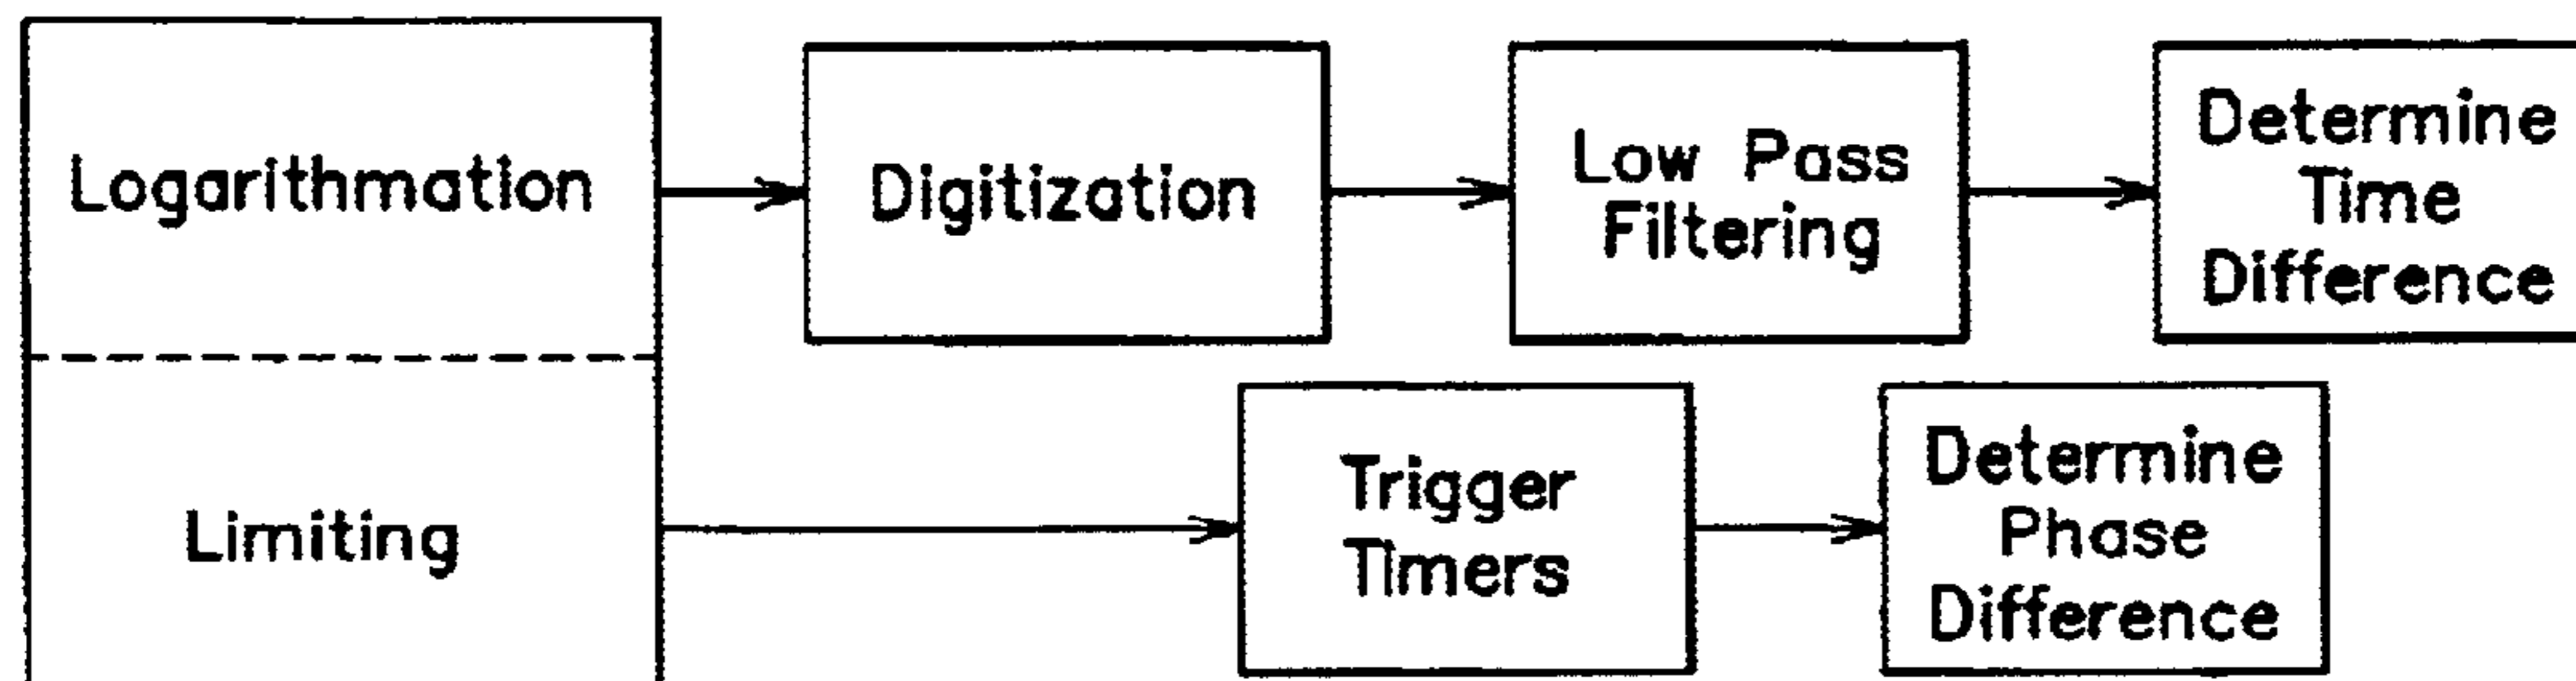 Logarithmation
Digitization
Low Pass
Filtering
Determine
Time
Difference
Limiting
Trigger
Timers
Determine
Phase
Difference